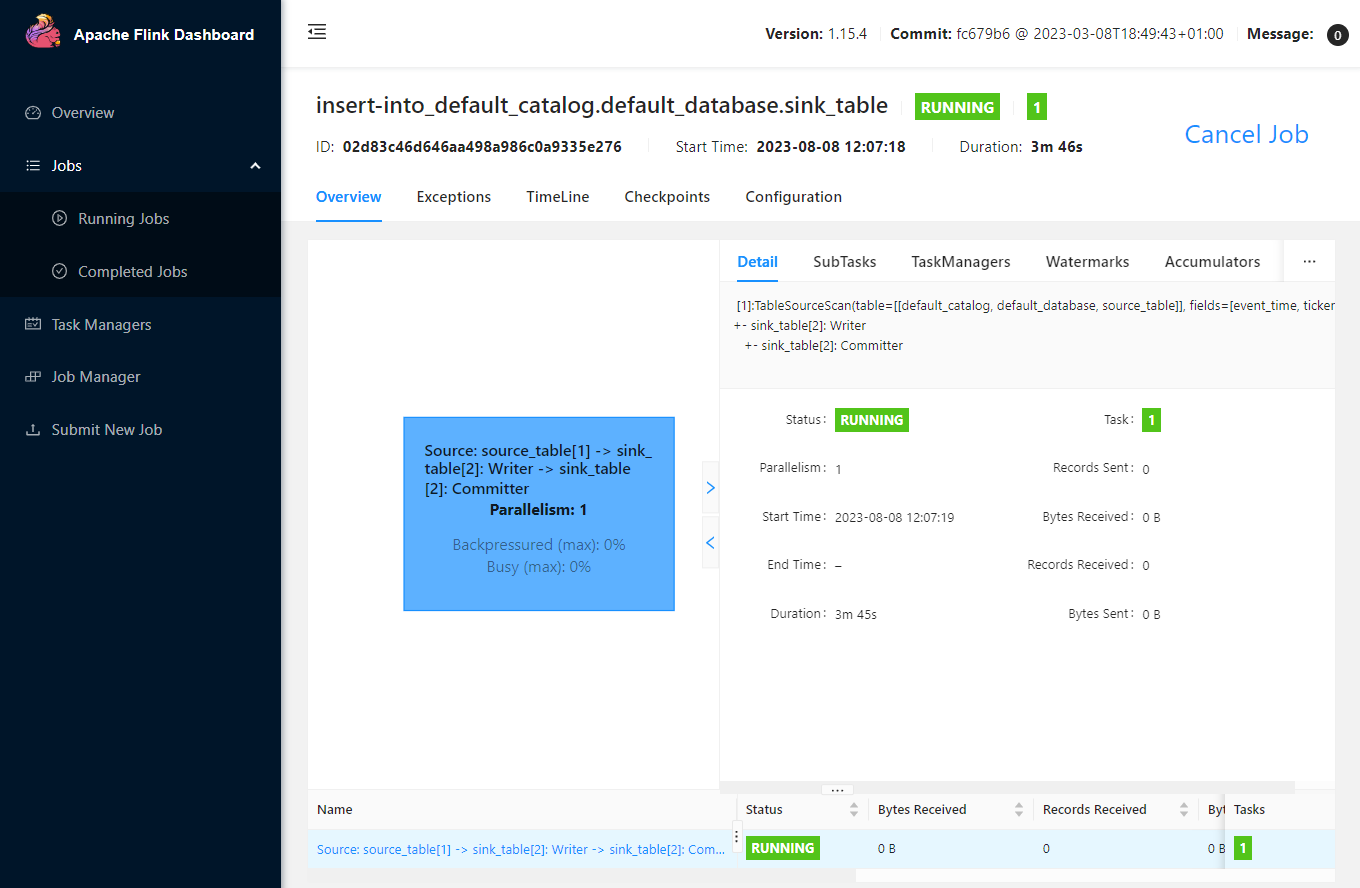 Apache Flink Dashboard
Version: 1.15.4 Commit: fc679b6 @ 2023-03-08T18:49:43+01:00 Message: 0
Overview
Jobs
Running Jobs
Completed Jobs
Task Managers
Job Manager
Submit New Job
insert-into_default_catalog.default_database.sink_table RUNNING 1
ID: 02d83c46d646aa498a986c0a9335e276 Start Time: 2023-08-08 12:07:18 Duration: 3m 46s
Cancel Job
Overview Exceptions TimeLine Checkpoints Configuration
Source: source_table[1] -> sink_
table[2]: Writer -> sink_table
[2]: Committer
Parallelism: 1
Backpressured (max): 0%
Busy (max): 0%
Detail SubTasks TaskManagers Watermarks Accumulators ...
[1]:TableSourceScan(table=[[default_catalog, default_database, source_table]], fields=[event_time, ticker
+- sink_table[2]: Writer
+- sink_table[2]: Committer
Status: RUNNING Task: 1
Parallelism: 1 Records Sent: 0
Start Time: 2023-08-08 12:07:19 Bytes Received: 0 B
End Time: – Records Received: 0
Duration: 3m 45s Bytes Sent: 0 B
Name Status Bytes Received Records Received Byt Tasks
Source: source_table[1] -> sink_table[2]: Writer -> sink_table[2]: Com... RUNNING 0 B 0 0 B 1